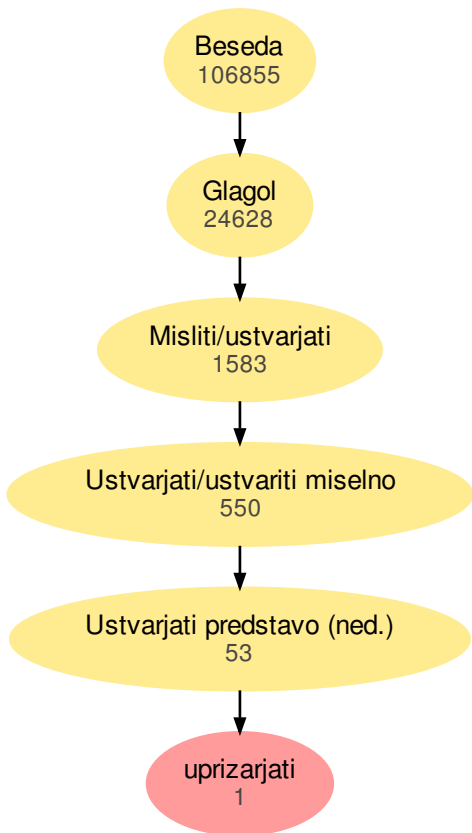 Beseda
106855
Glagol
24628
Misliti/ustvarjati
1583
Ustvarjati/ustvariti miselno
550
Ustvarjati predstavo (ned.)
53
uprizarjati
1